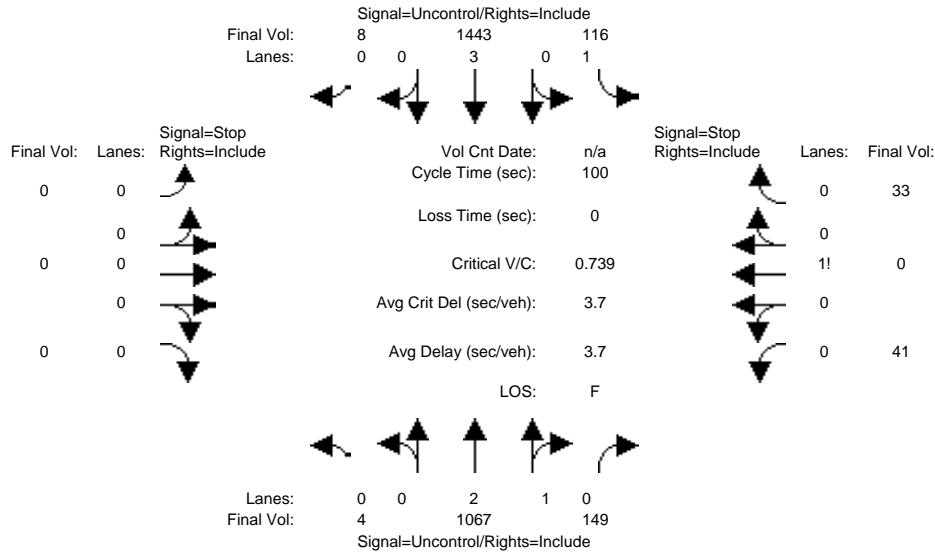 Signal=Uncontrol/Rights=Include
Final Vol: 8 1443 116
Lanes: 0 0 3 0 1
Signal=Stop Signal=Stop
Final Vol: Lanes: Rights=Include Vol Cnt Date: n/a Rights=Include Lanes: Final Vol:
Cycle Time (sec): 100
0 0 0 33
Loss Time (sec): 0
0 0
0 0 Critical V/C: 0.739 1! 0
0 Avg Crit Del (sec/veh): 3.7 0
0 0 Avg Delay (sec/veh): 3.7 0 41
LOS: F
Lanes: 0 0 2 1 0
Final Vol: 4 1067 149
Signal=Uncontrol/Rights=Include